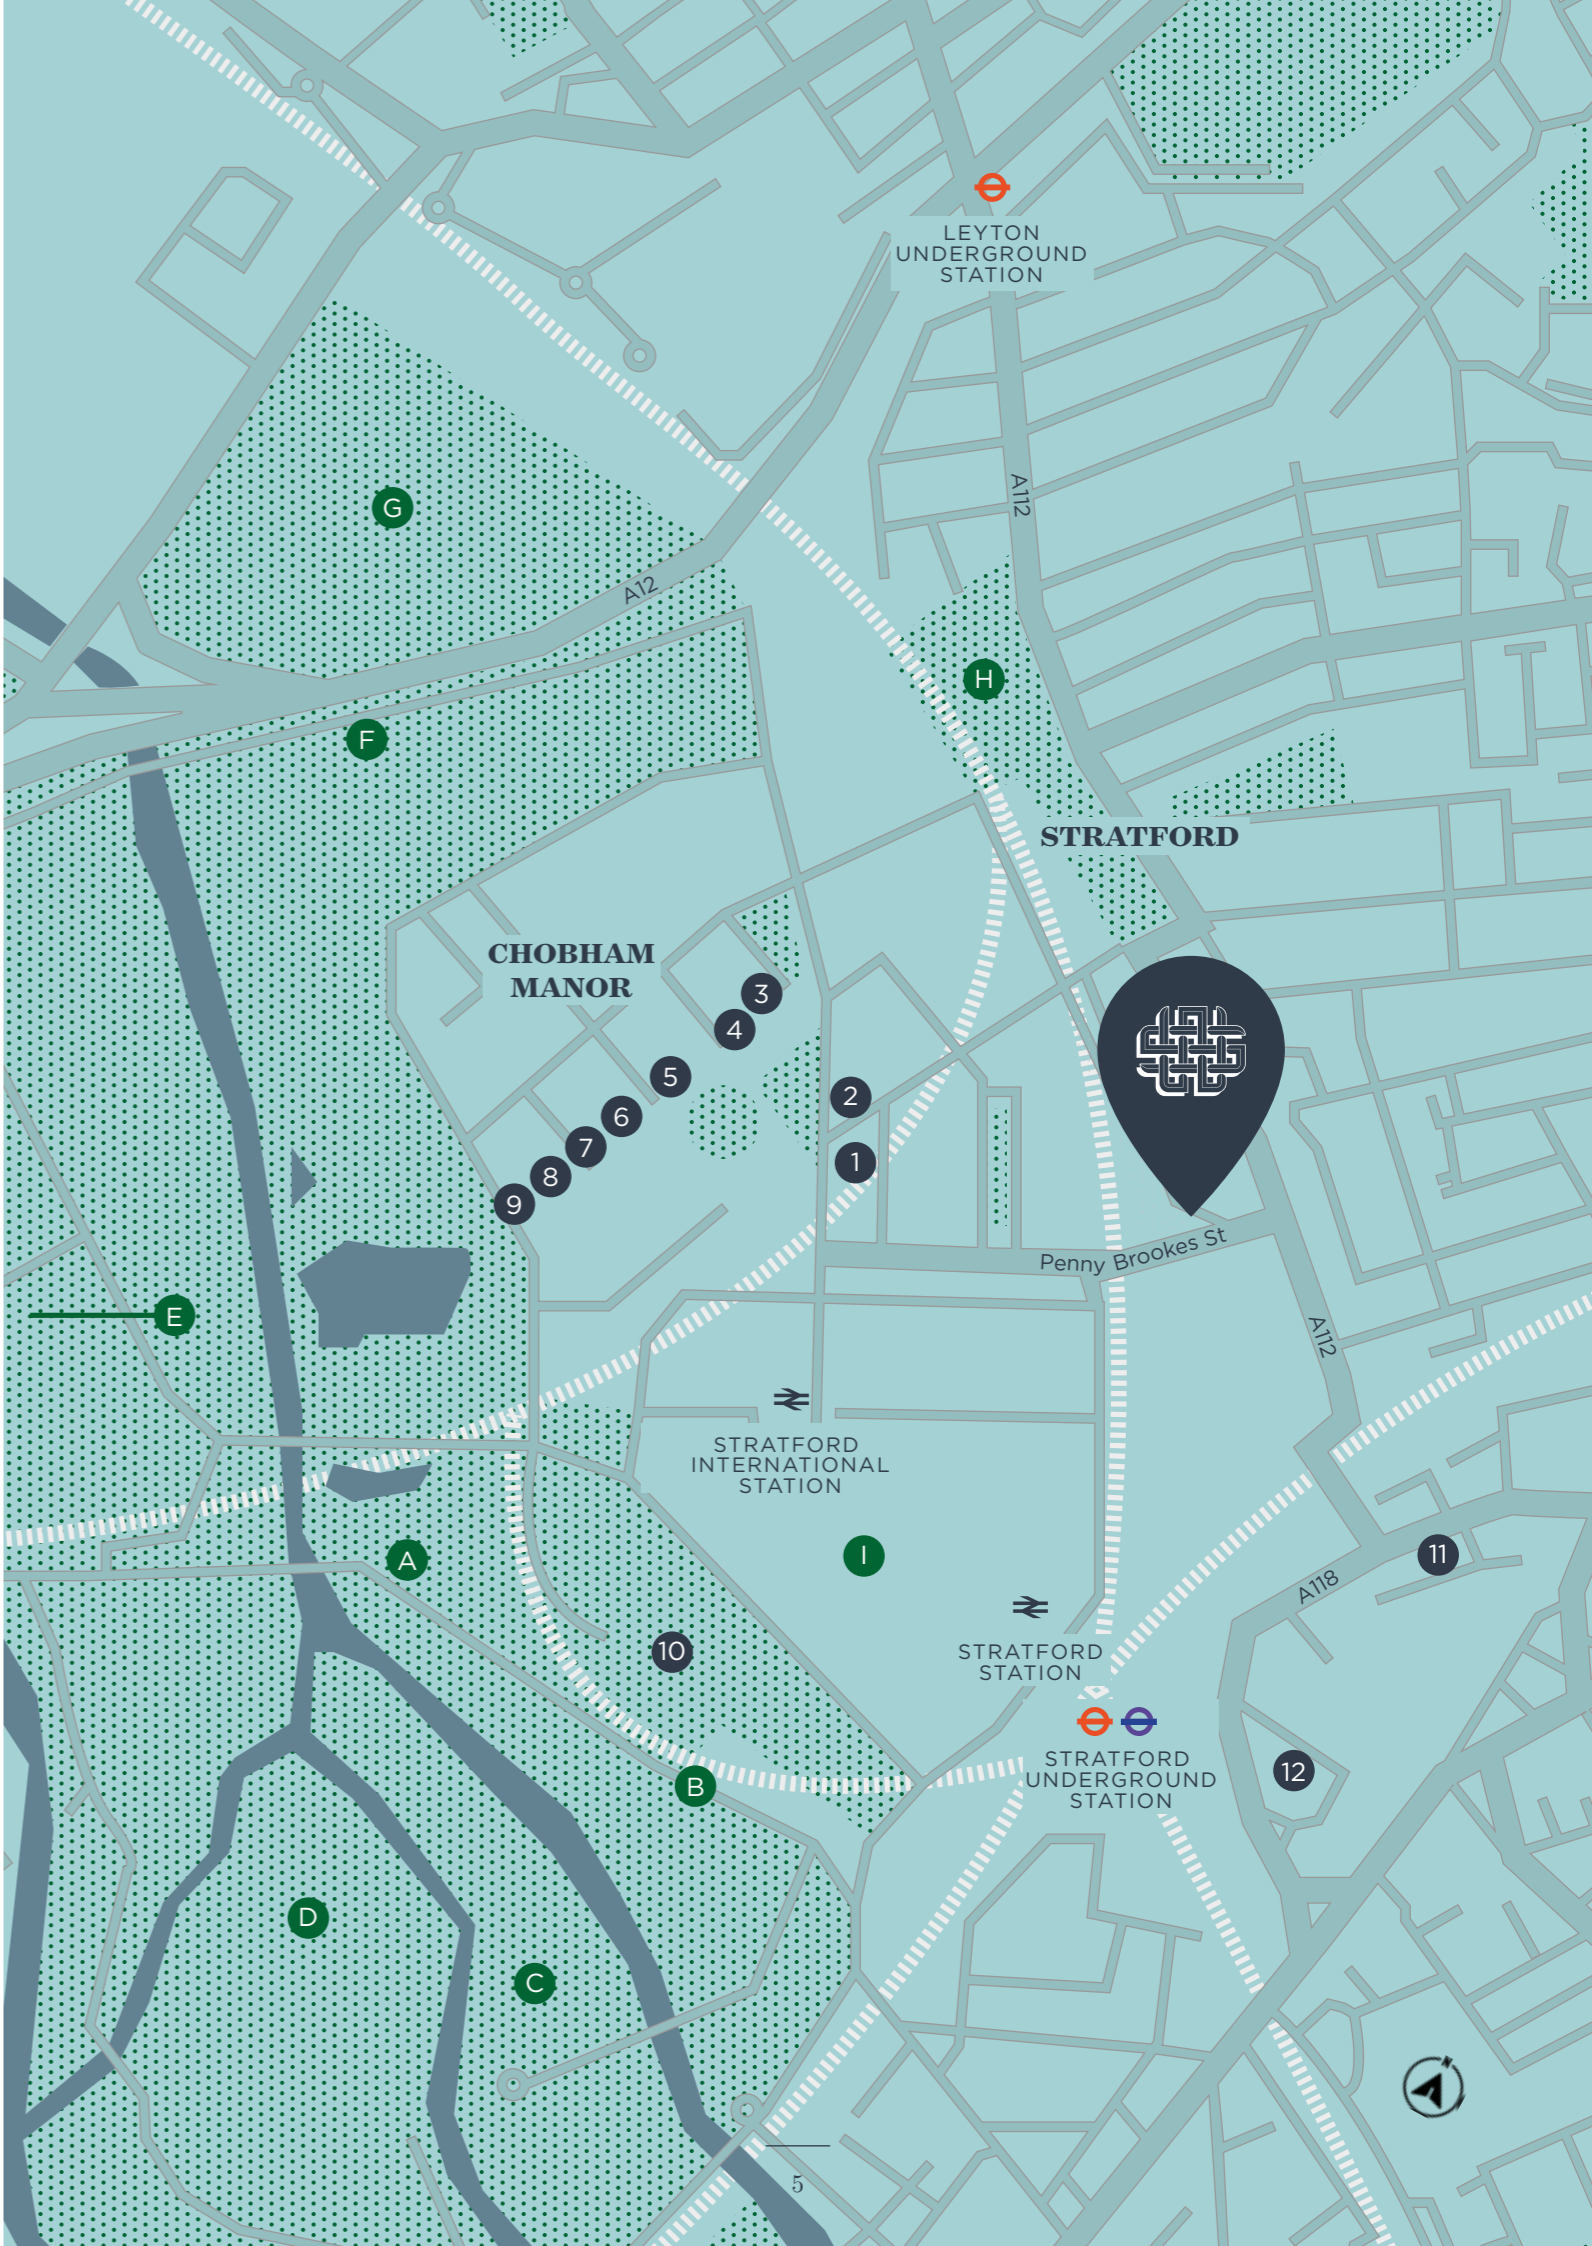 LEYTON
UNDERGROUND
STATION
A112
G
A12
H
F
STRATFORD
CHOBHAM
MANOR
3
4
5
2
6
7
1
8
9
Penny Brookes St
E
A112
STRATFORD
INTERNATIONAL
STATION
A
I
11
A118
10
STRATFORD
STATION
B
STRATFORD
UNDERGROUND
STATION
12
D
C
N
5